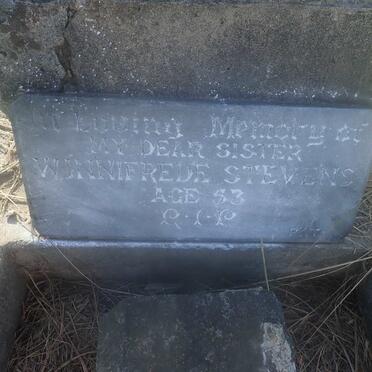 In Loving Memory of
MY DEAR SISTER
WINNIFREDE STEVENS
AGE 53
R.I.P